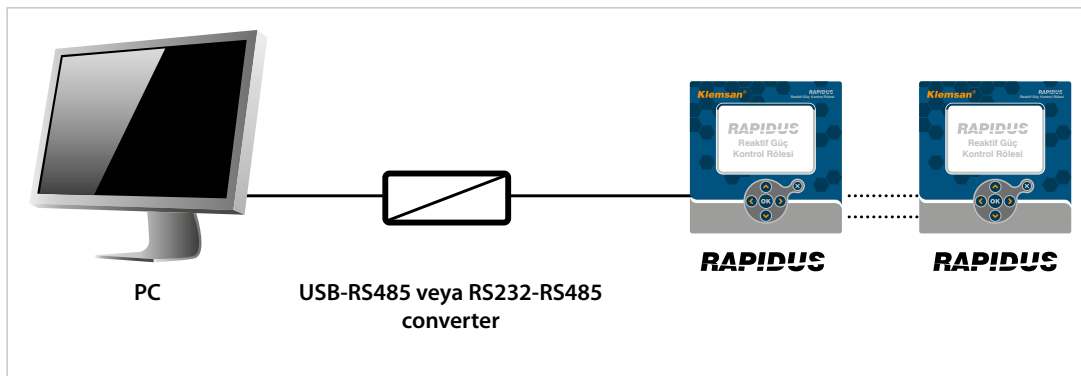 Klemsan®
RAPIDUS
Reaktif Güç Kontrol Rölesi
RAPIDUS
Reaktif Güç
Kontrol Rölesi
OK
RAPIDUS
Klemsan®
RAPIDUS
Reaktif Güç Kontrol Rölesi
RAPIDUS
Reaktif Güç
Kontrol Rölesi
OK
RAPIDUS
PC
USB-RS485 veya RS232-RS485
converter